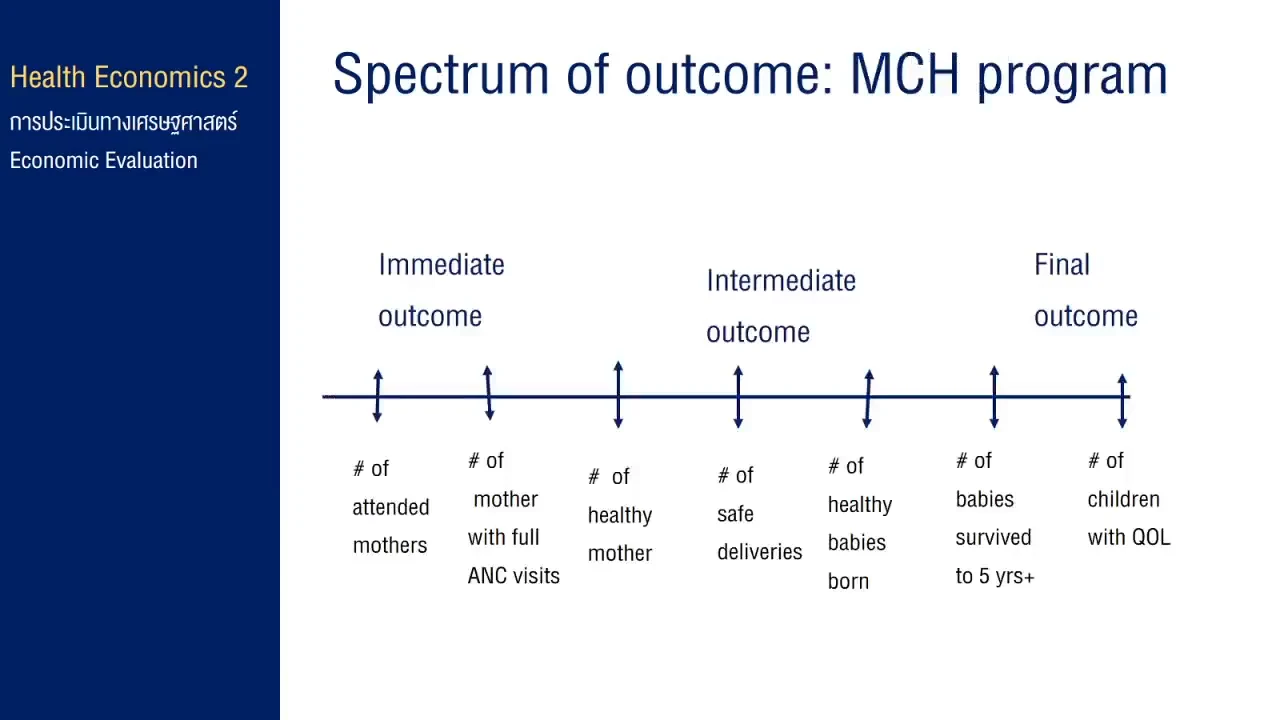 Health Economics 2
การประเมินทางเศรษฐศาสตร์
Economic Evaluation
Spectrum of outcome: MCH program
Immediate
outcome
Intermediate
outcome
Final
outcome
# of
attended
mothers
# of
mother
with full
ANC visits
# of
healthy
mother
# of
safe
deliveries
# of
healthy
babies
born
# of
babies
survived
to 5 yrs+
# of
children
with QOL